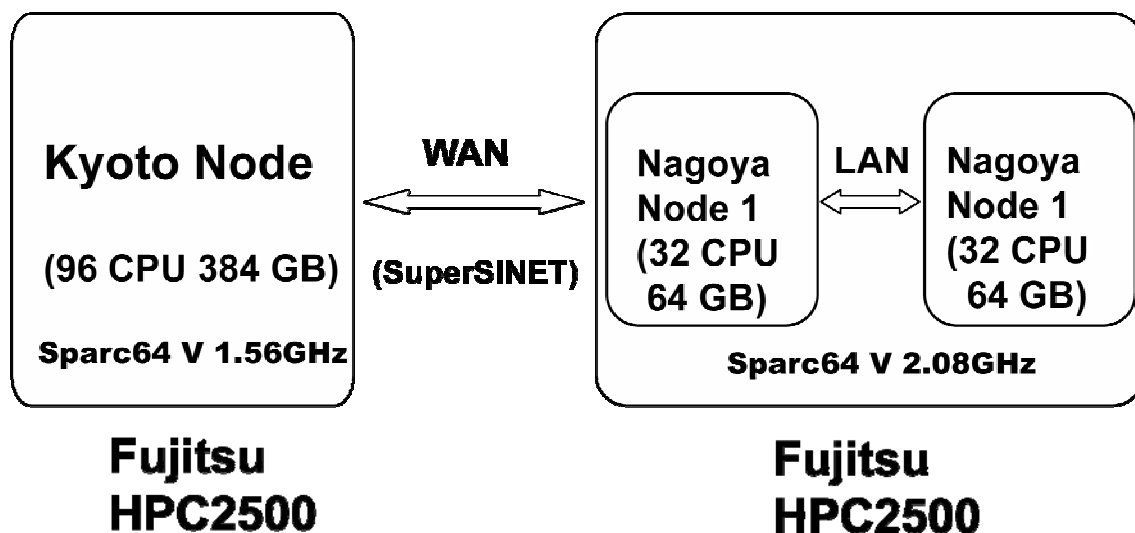 Kyoto Node
(96 CPU 384 GB)
Sparc64 V 1.56GHz
Fujitsu
HPC2500
WAN
(SuperSINET)
Nagoya
Node 1
(32 CPU
64 GB)
LAN
Nagoya
Node 1
(32 CPU
64 GB)
Sparc64 V 2.08GHz
Fujitsu
HPC2500